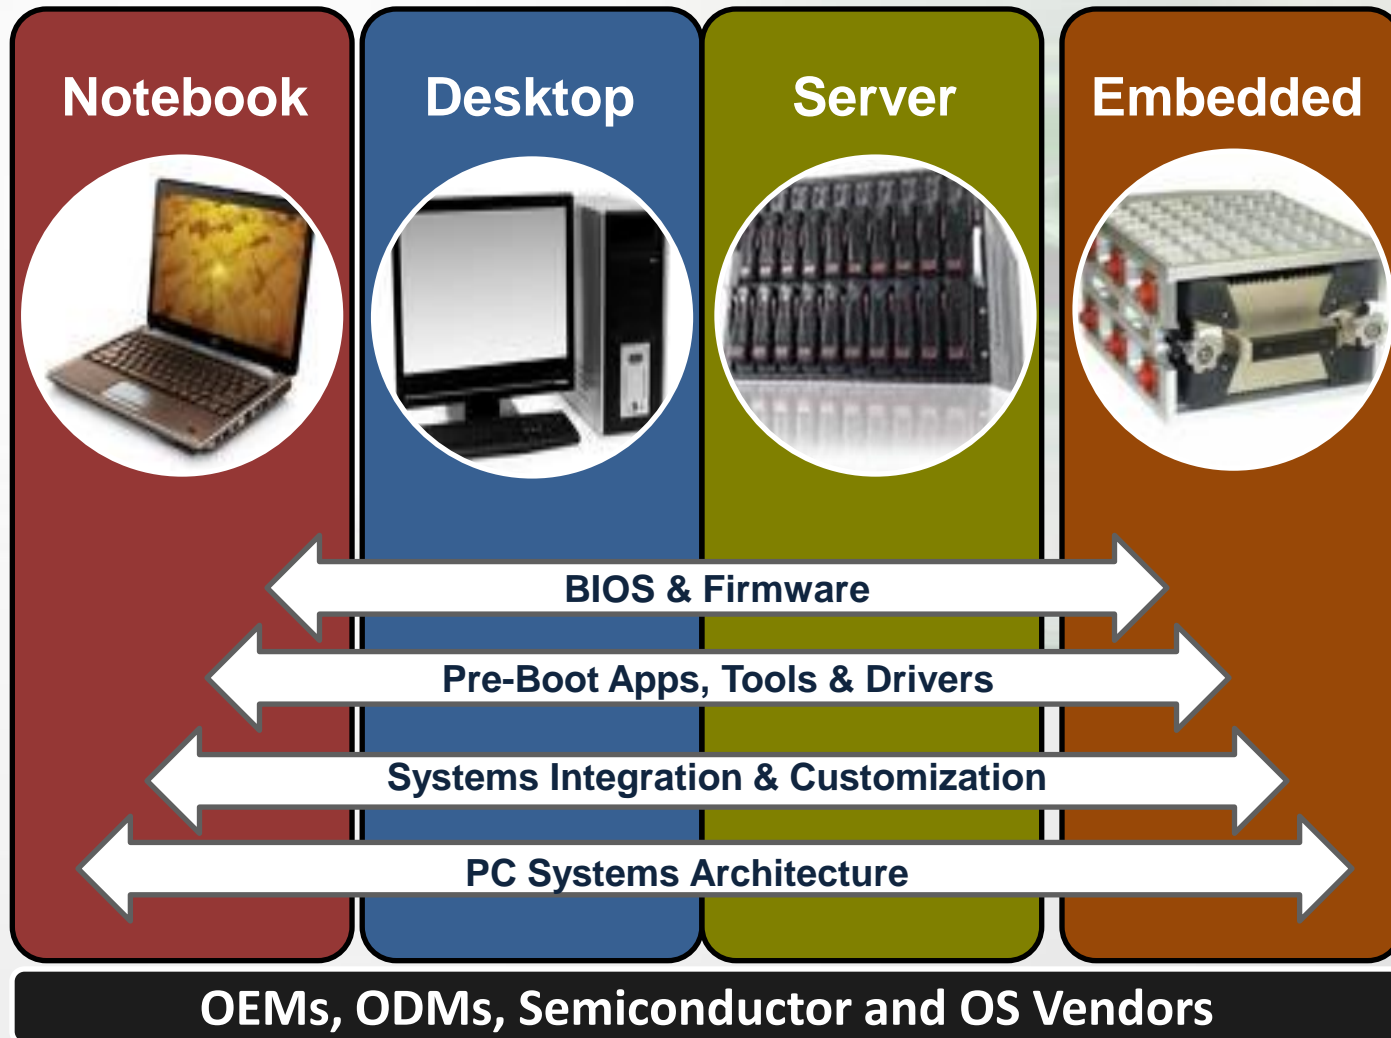 Notebook
Desktop
Server
Embedded
BIOS & Firmware
Pre-Boot Apps, Tools & Drivers
Systems Integration & Customization
PC Systems Architecture
OEMs, ODMs, Semiconductor and OS Vendors